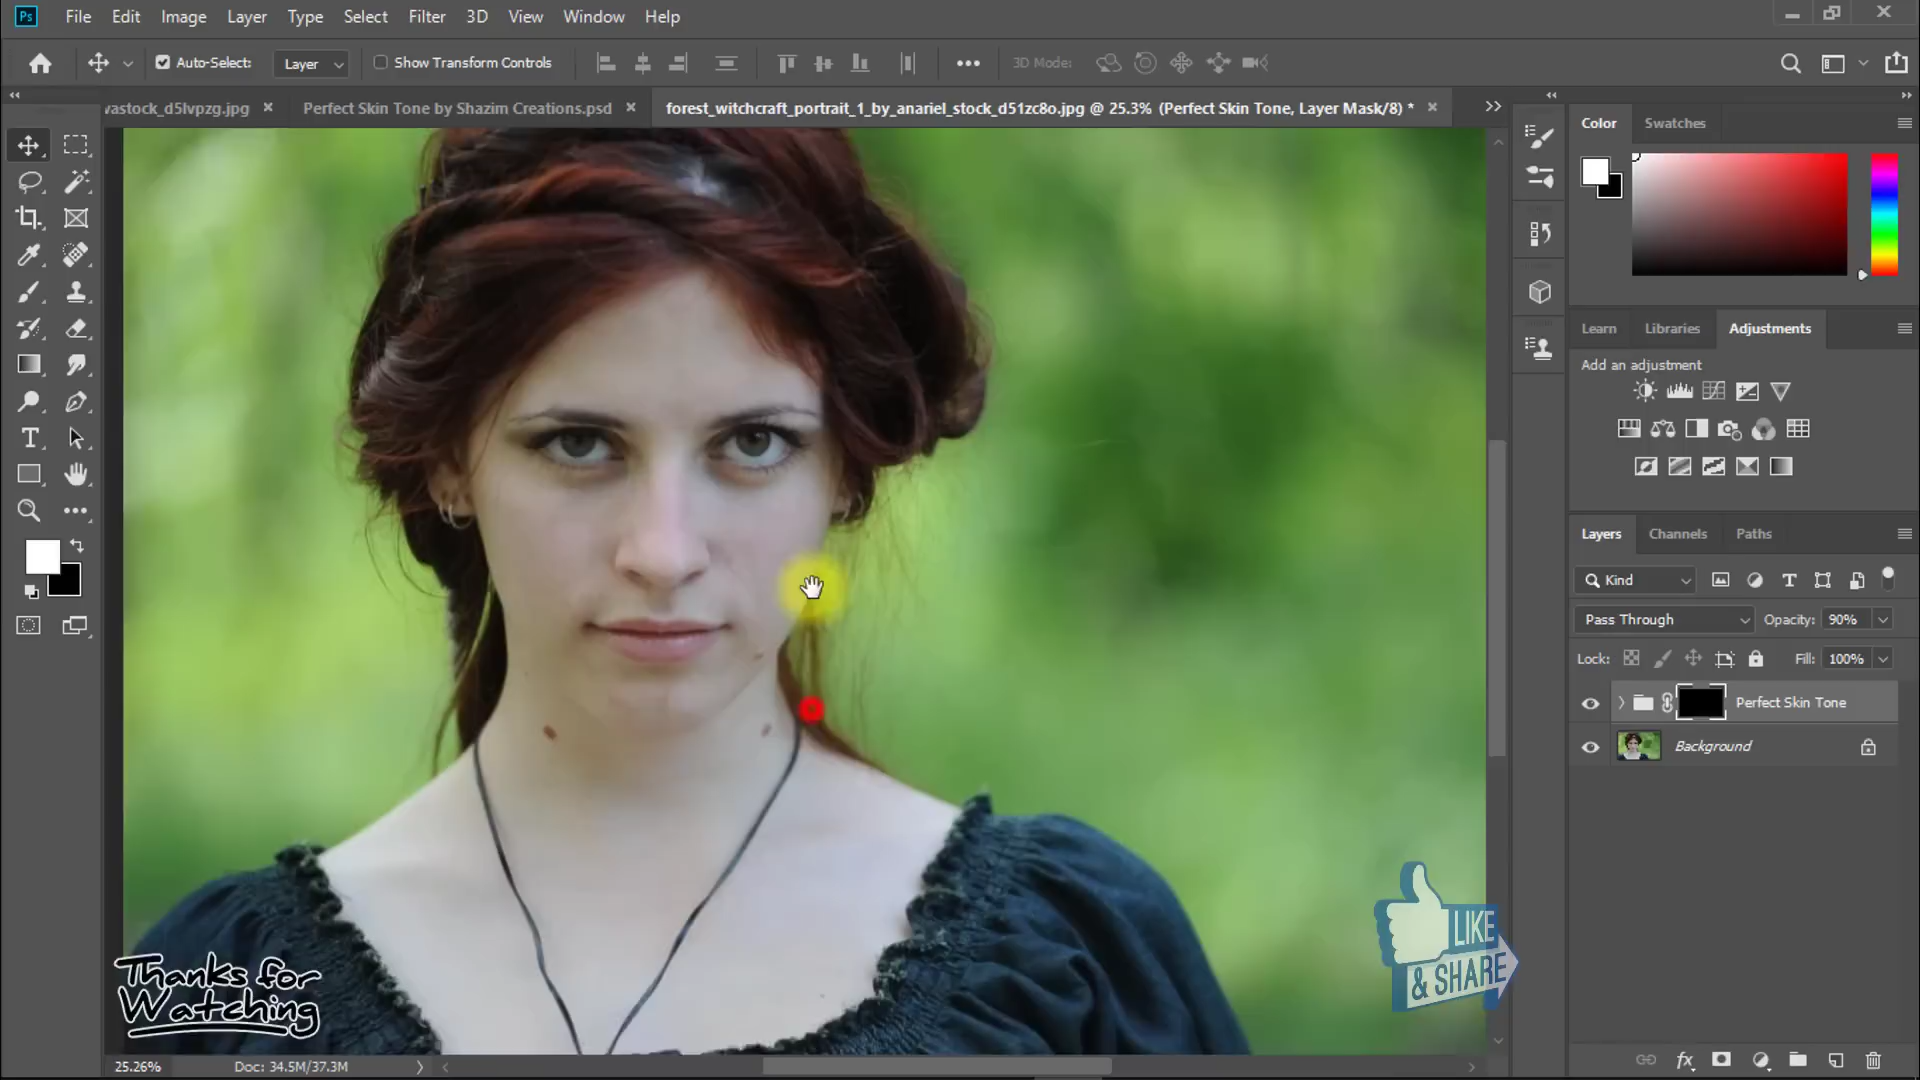 Ps File Edit Image Layer Type Select Filter 3D View Window Help
Auto-Select: Layer Show Transform Controls 3D Mode:
vastock_d5lvpzg.jpg × Perfect Skin Tone by Shazim Creations.psd × forest_witchcraft_portrait_1_by_anariel_stock_d51zc8o.jpg @ 25.3% (Perfect Skin Tone, Layer Mask/8) * ×
Color Swatches
Learn Libraries Adjustments
Add an adjustment
Layers Channels Paths
Kind
Pass Through Opacity: 90%
Lock: Fill: 100%
Perfect Skin Tone
Background
Thanks for
Watching
LIKE
& SHARE
25.26% Doc: 34.5M/37.3M
fx